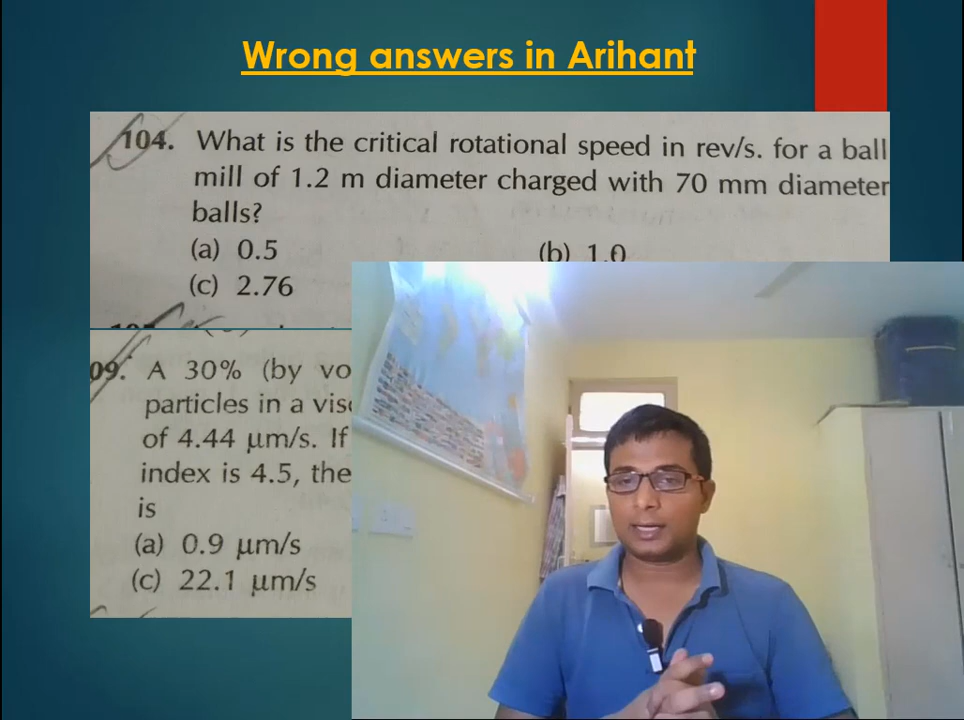 Wrong answers in Arihant
104. What is the critical rotational speed in rev/s. for a ball
mill of 1.2 m diameter charged with 70 mm diameter
balls?
(a) 0.5 (b) 1.0
(c) 2.76
09. A 30% (by vo
particles in a vis
of 4.44 μm/s. If
index is 4.5, the
is
(a) 0.9 μm/s
(c) 22.1 μm/s